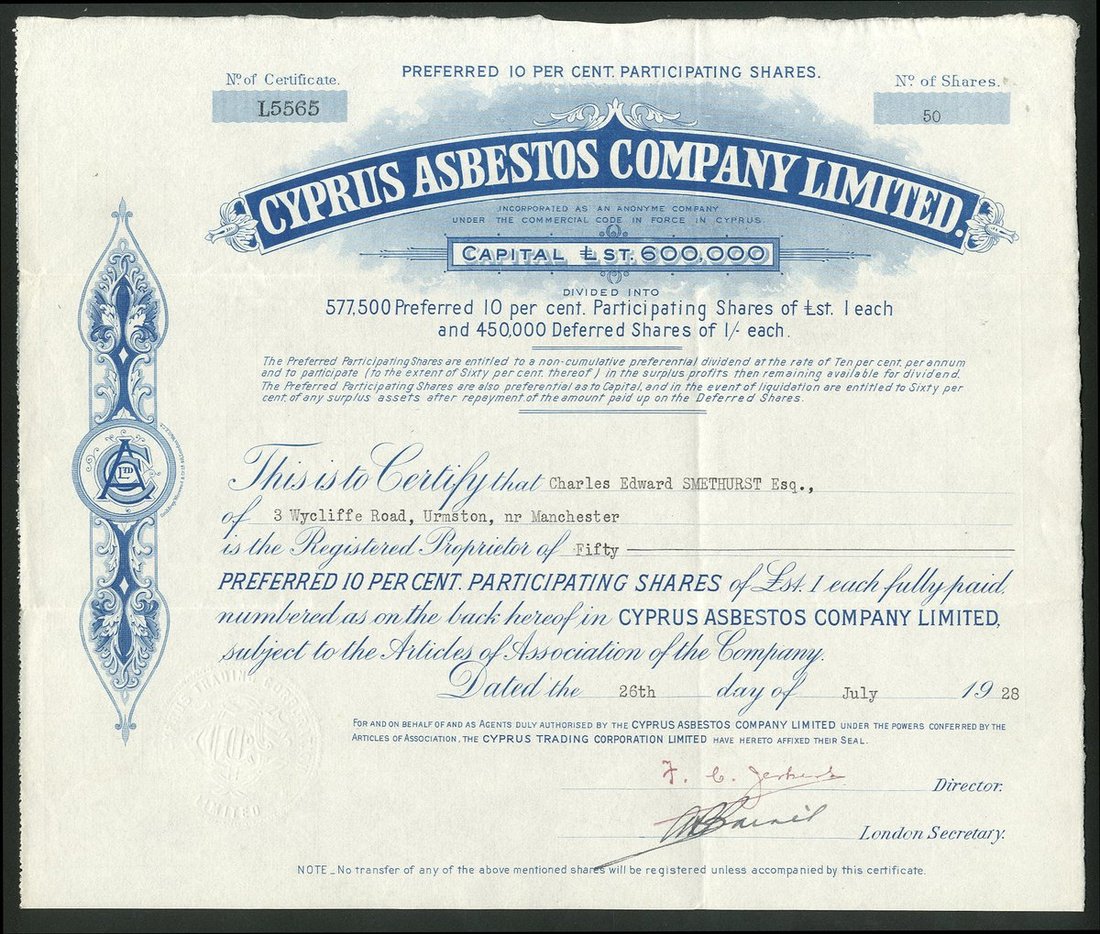 PREFERRED 10 PER CENT. PARTICIPATING SHARES.
No. of Certificate.
L5565
No. of Shares.
50
CYPRUS ASBESTOS COMPANY LIMITED.
INCORPORATED AS AN ANONYME COMPANY
UNDER THE COMMERCIAL CODE IN FORCE IN CYPRUS
CAPITAL £ST. 600,000
DIVIDED INTO
577,500 Preferred 10 per cent. Participating Shares of £st. 1 each
and 450,000 Deferred Shares of 1/- each.
The Preferred Participating Shares are entitled to a non-cumulative preferential dividend at the rate of Ten per cent. per annum
and to participate (to the extent of Sixty per cent. thereof) in the surplus profits then remaining available for dividend.
The Preferred Participating Shares are also preferential as to Capital, and in the event of liquidation are entitled to Sixty per
cent. of any surplus assets after repayment of the amount paid up on the Deferred Shares.
CAC LTD
This is to Certify that Charles Edward SMETHURST Esq.,
of 3 Wycliffe Road, Urmston, nr Manchester
is the Registered Proprietor of Fifty
PREFERRED 10 PER CENT. PARTICIPATING SHARES of £st. 1 each fully paid,
numbered as on the back hereof in CYPRUS ASBESTOS COMPANY LIMITED,
subject to the Articles of Association of the Company.
Dated the 26th day of July 1928
FOR AND ON BEHALF OF AND AS AGENTS DULY AUTHORISED BY THE CYPRUS ASBESTOS COMPANY LIMITED UNDER THE POWERS CONFERRED BY THE
ARTICLES OF ASSOCIATION, THE CYPRUS TRADING CORPORATION LIMITED HAVE HERETO AFFIXED THEIR SEAL.
TRADING
LIMITED
Director.
London Secretary.
NOTE_No transfer of any of the above mentioned shares will be registered unless accompanied by this certificate.